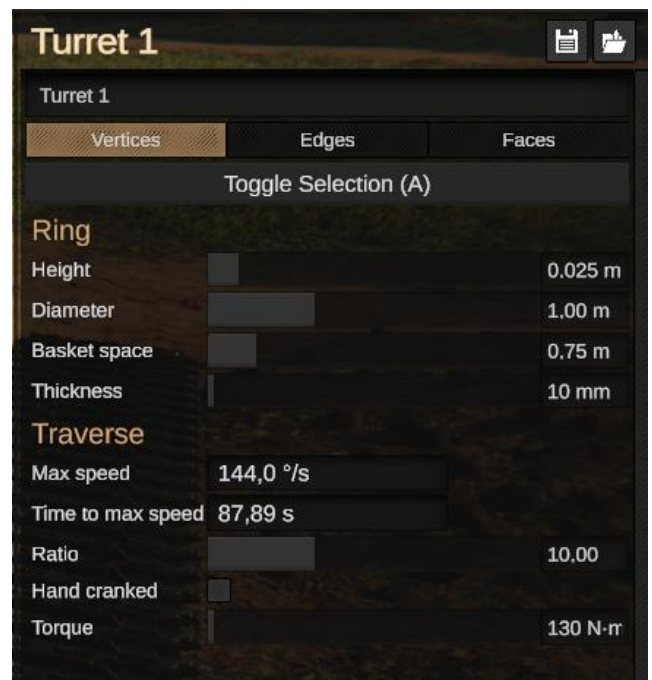 Turret 1
Turret 1
Vertices Edges Faces
Toggle Selection (A)
Ring
Height 0.025 m
Diameter 1,00 m
Basket space 0.75 m
Thickness 10 mm
Traverse
Max speed 144,0 °/s
Time to max speed 87,89 s
Ratio 10,00
Hand cranked
Torque 130 N·m